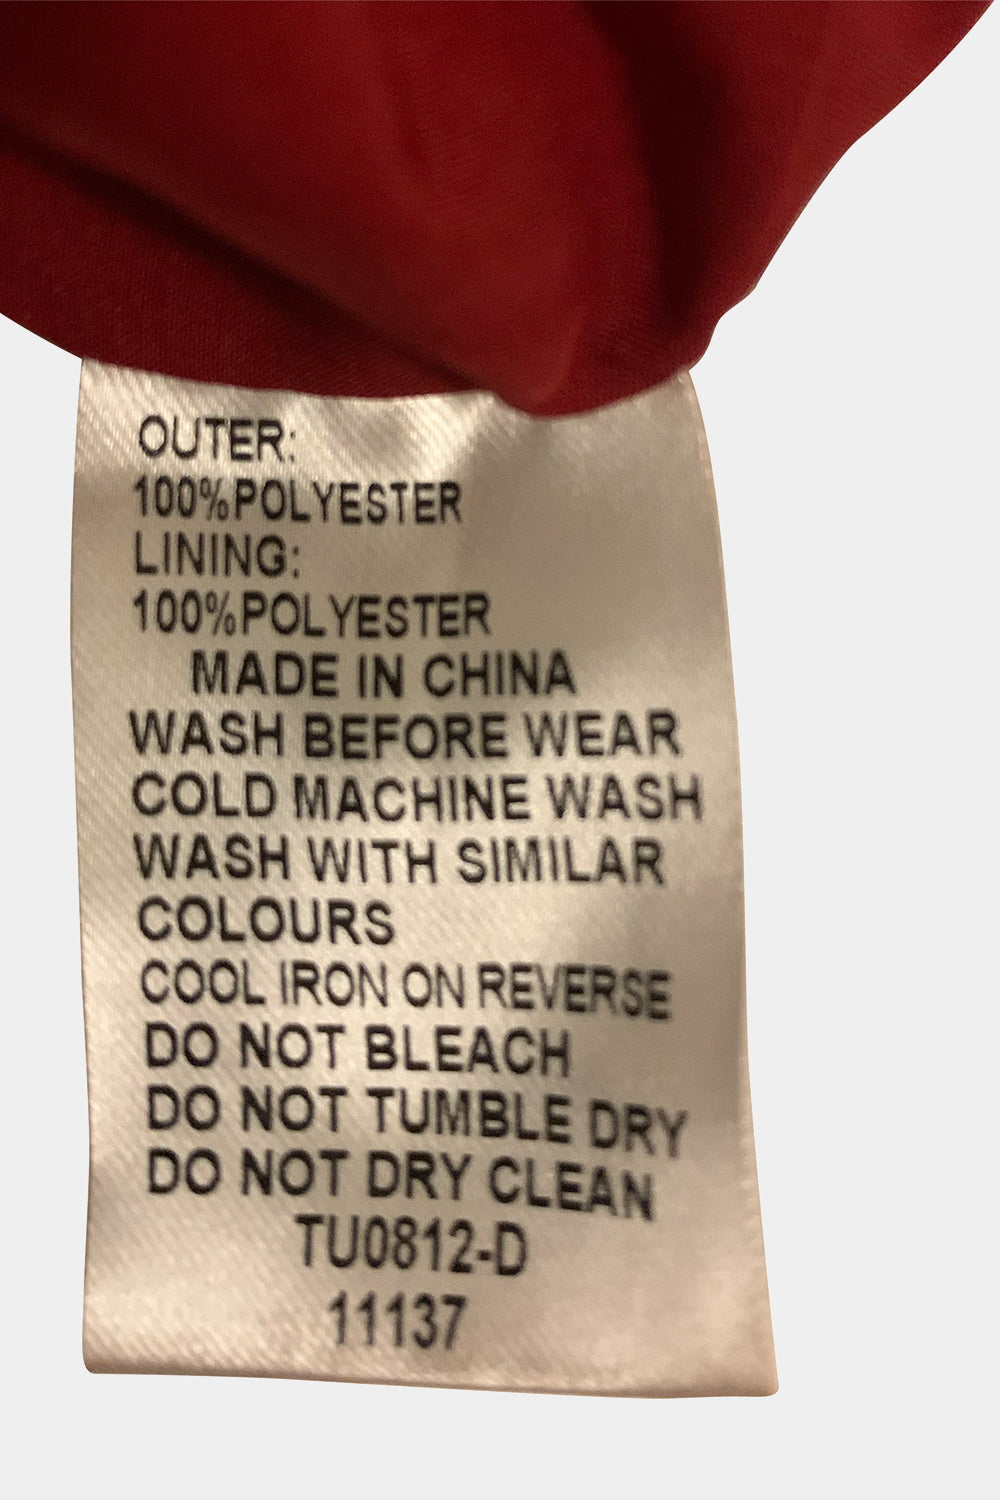 OUTER:
100%POLYESTER
LINING:
100%POLYESTER
MADE IN CHINA
WASH BEFORE WEAR
COLD MACHINE WASH
WASH WITH SIMILAR
COLOURS
COOL IRON ON REVERSE
DO NOT BLEACH
DO NOT TUMBLE DRY
DO NOT DRY CLEAN
TU0812-D
11137